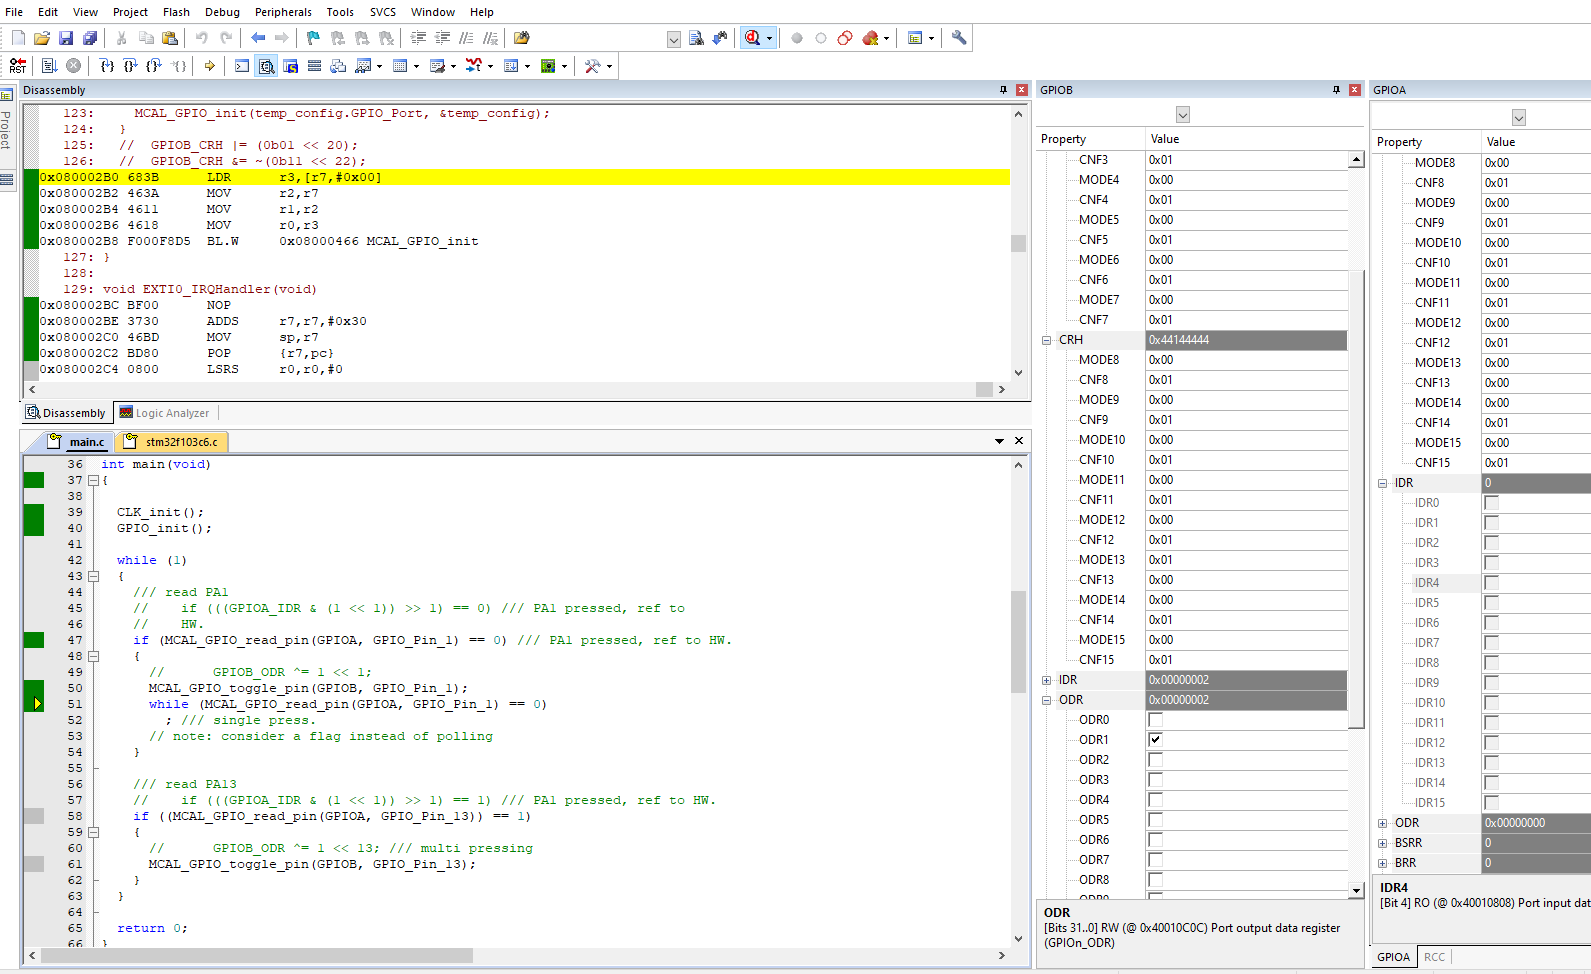 File Edit View Project Flash Debug Peripherals Tools SVCS Window Help
RST
Project
Disassembly
123: MCAL_GPIO_init(temp_config.GPIO_Port, &temp_config);
124: }
125: // GPIOB_CRH |= (0b01 << 20);
126: // GPIOB_CRH &= ~(0b11 << 22);
0x080002B0 683B LDR r3,[r7,#0x00]
0x080002B2 463A MOV r2,r7
0x080002B4 4611 MOV r1,r2
0x080002B6 4618 MOV r0,r3
0x080002B8 F000F8D5 BL.W 0x08000466 MCAL_GPIO_init
127: }
128:
129: void EXTI0_IRQHandler(void)
0x080002BC BF00 NOP
0x080002BE 3730 ADDS r7,r7,#0x30
0x080002C0 46BD MOV sp,r7
0x080002C2 BD80 POP {r7,pc}
0x080002C4 0800 LSRS r0,r0,#0
Disassembly Logic Analyzer
main.c stm32f103c6.c
36 int main(void)
37 {
38
39 CLK_init();
40 GPIO_init();
41
42 while (1)
43 {
44 /// read PA1
45 // if (((GPIOA_IDR & (1 << 1)) >> 1) == 0) /// PA1 pressed, ref to
46 // HW.
47 if (MCAL_GPIO_read_pin(GPIOA, GPIO_Pin_1) == 0) /// PA1 pressed, ref to HW.
48 {
49 // GPIOB_ODR ^= 1 << 1;
50 MCAL_GPIO_toggle_pin(GPIOB, GPIO_Pin_1);
51 while (MCAL_GPIO_read_pin(GPIOA, GPIO_Pin_1) == 0)
52 ; /// single press.
53 // note: consider a flag instead of polling
54 }
55
56 /// read PA13
57 // if (((GPIOA_IDR & (1 << 1)) >> 1) == 1) /// PA1 pressed, ref to HW.
58 if ((MCAL_GPIO_read_pin(GPIOA, GPIO_Pin_13)) == 1)
59 {
60 // GPIOB_ODR ^= 1 << 13; /// multi pressing
61 MCAL_GPIO_toggle_pin(GPIOB, GPIO_Pin_13);
62 }
63 }
64
65 return 0;
66 }
GPIOB
Property Value
CNF3 0x01
MODE4 0x00
CNF4 0x01
MODE5 0x00
CNF5 0x01
MODE6 0x00
CNF6 0x01
MODE7 0x00
CNF7 0x01
CRH 0x44144444
MODE8 0x00
CNF8 0x01
MODE9 0x00
CNF9 0x01
MODE10 0x00
CNF10 0x01
MODE11 0x00
CNF11 0x01
MODE12 0x00
CNF12 0x01
MODE13 0x01
CNF13 0x00
MODE14 0x00
CNF14 0x01
MODE15 0x00
CNF15 0x01
IDR 0x00000002
ODR 0x00000002
ODR0
ODR1
ODR2
ODR3
ODR4
ODR5
ODR6
ODR7
ODR8
ODR9
ODR
[Bits 31..0] RW (@ 0x40010C0C) Port output data register
(GPIOn_ODR)
GPIOA
Property Value
MODE8 0x00
CNF8 0x01
MODE9 0x00
CNF9 0x01
MODE10 0x00
CNF10 0x01
MODE11 0x00
CNF11 0x01
MODE12 0x00
CNF12 0x01
MODE13 0x00
CNF13 0x01
MODE14 0x00
CNF14 0x01
MODE15 0x00
CNF15 0x01
IDR 0
IDR0
IDR1
IDR2
IDR3
IDR4
IDR5
IDR6
IDR7
IDR8
IDR9
IDR10
IDR11
IDR12
IDR13
IDR14
IDR15
ODR 0x00000000
BSRR 0
BRR 0
IDR4
[Bit 4] RO (@ 0x40010808) Port input dat
GPIOA RCC